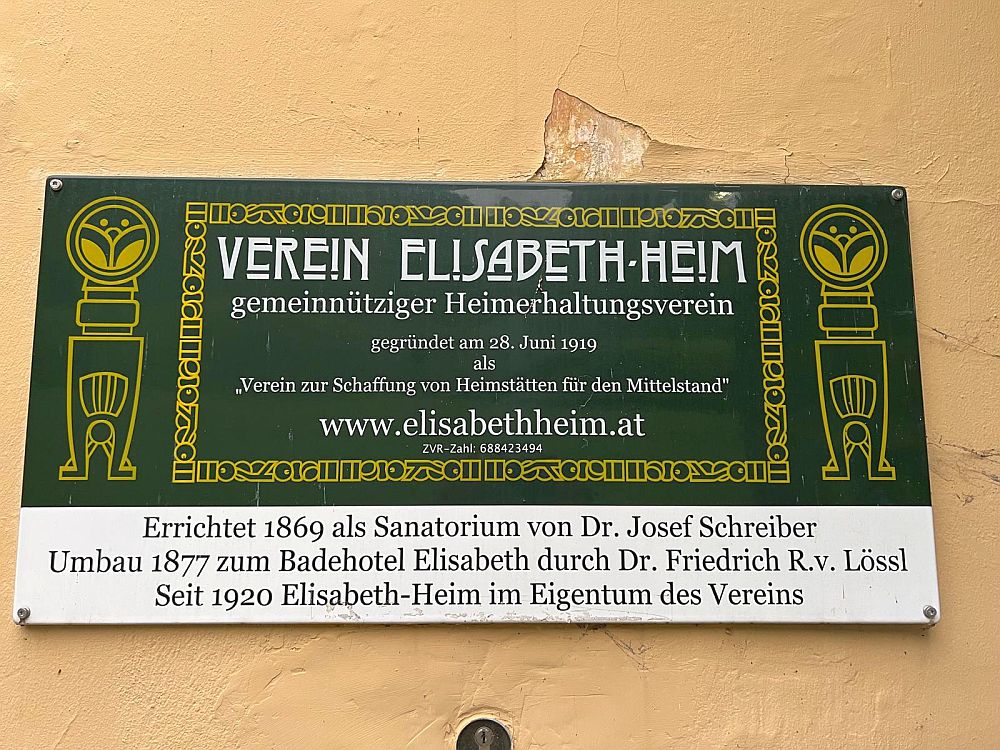 VEREIN ELISABETH-HEIM
gemeinnütziger Heimerhaltungsverein
gegründet am 28. Juni 1919
als
„Verein zur Schaffung von Heimstätten für den Mittelstand"
www.elisabethheim.at
ZVR-Zahl: 688423494
Errichtet 1869 als Sanatorium von Dr. Josef Schreiber
Umbau 1877 zum Badehotel Elisabeth durch Dr. Friedrich R.v. Lössl
Seit 1920 Elisabeth-Heim im Eigentum des Vereins